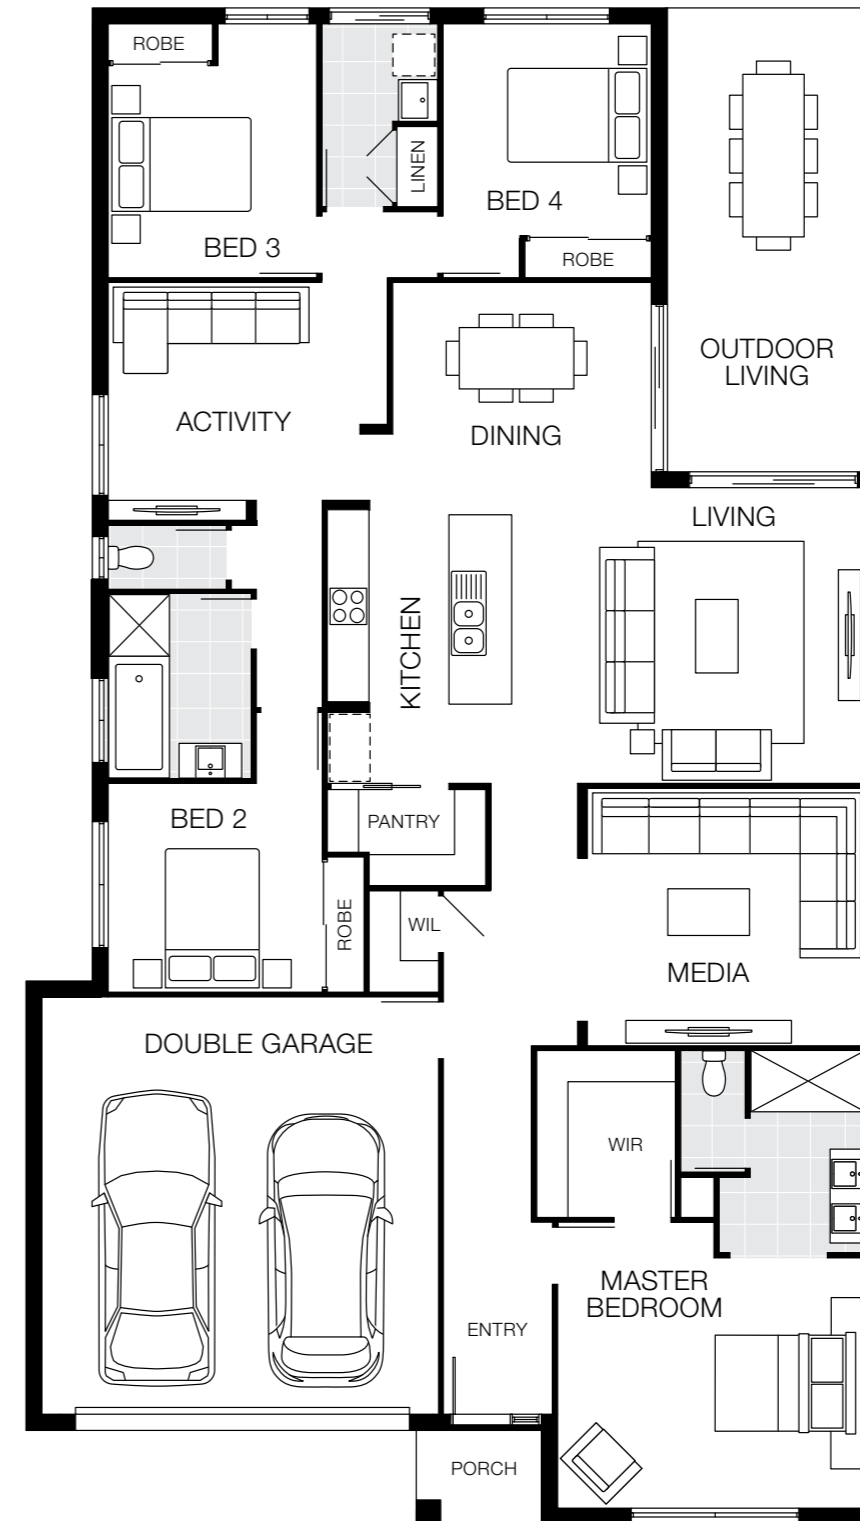 ROBE
LINEN
BED 4
BED 3
ROBE
OUTDOOR
LIVING
ACTIVITY
DINING
LIVING
KITCHEN
BED 2
PANTRY
ROBE
WIL
MEDIA
DOUBLE GARAGE
WIR
MASTER
BEDROOM
ENTRY
PORCH